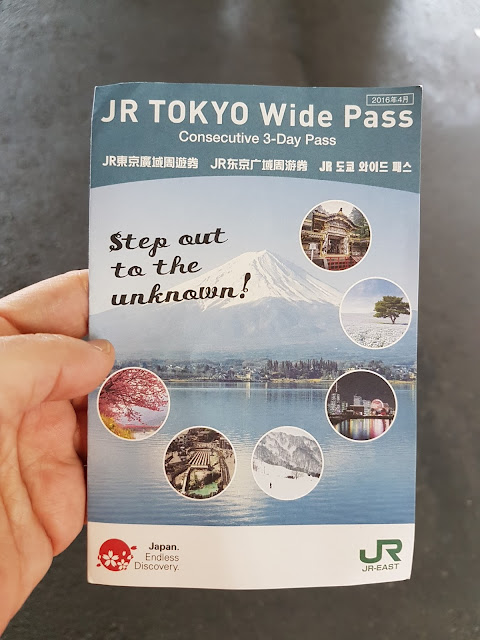 2016年4月
JR TOKYO Wide Pass
Consecutive 3-Day Pass
JR東京廣域周遊券 JR东京广域周游券 JR 도쿄 와이드 패스
Step out
to the
unknown!
Japan.
Endless
Discovery.
JR
JR-EAST